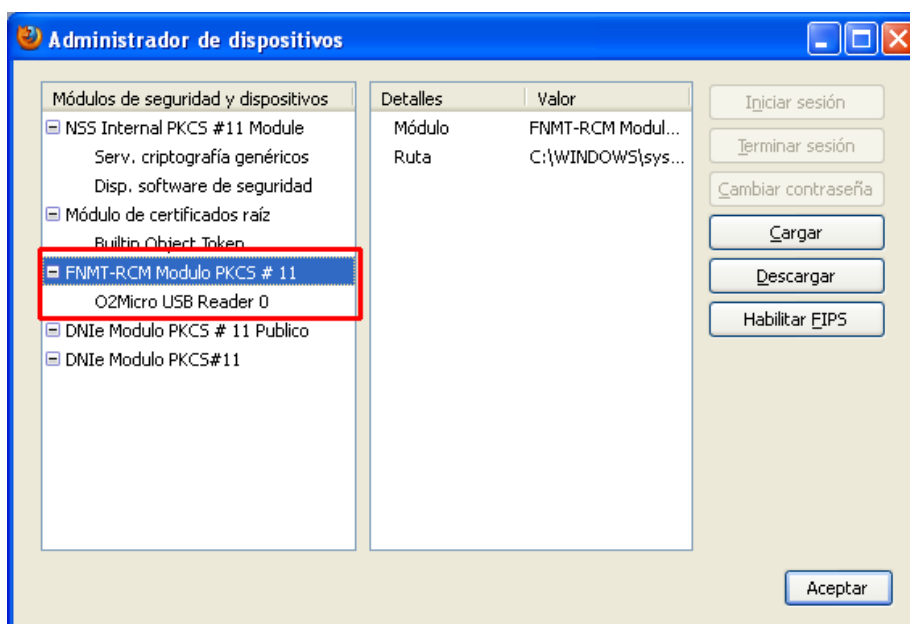 Administrador de dispositivos
Módulos de seguridad y dispositivos
NSS Internal PKCS #11 Module
Serv. criptografía genéricos
Disp. software de seguridad
Módulo de certificados raíz
Builtin Object Token
FNMT-RCM Modulo PKCS # 11
O2Micro USB Reader 0
DNIe Modulo PKCS # 11 Publico
DNIe Modulo PKCS#11
Detalles Valor
Módulo FNMT-RCM Modul...
Ruta C:\WINDOWS\sys...
Iniciar sesión
Terminar sesión
Cambiar contraseña
Cargar
Descargar
Habilitar FIPS
Aceptar